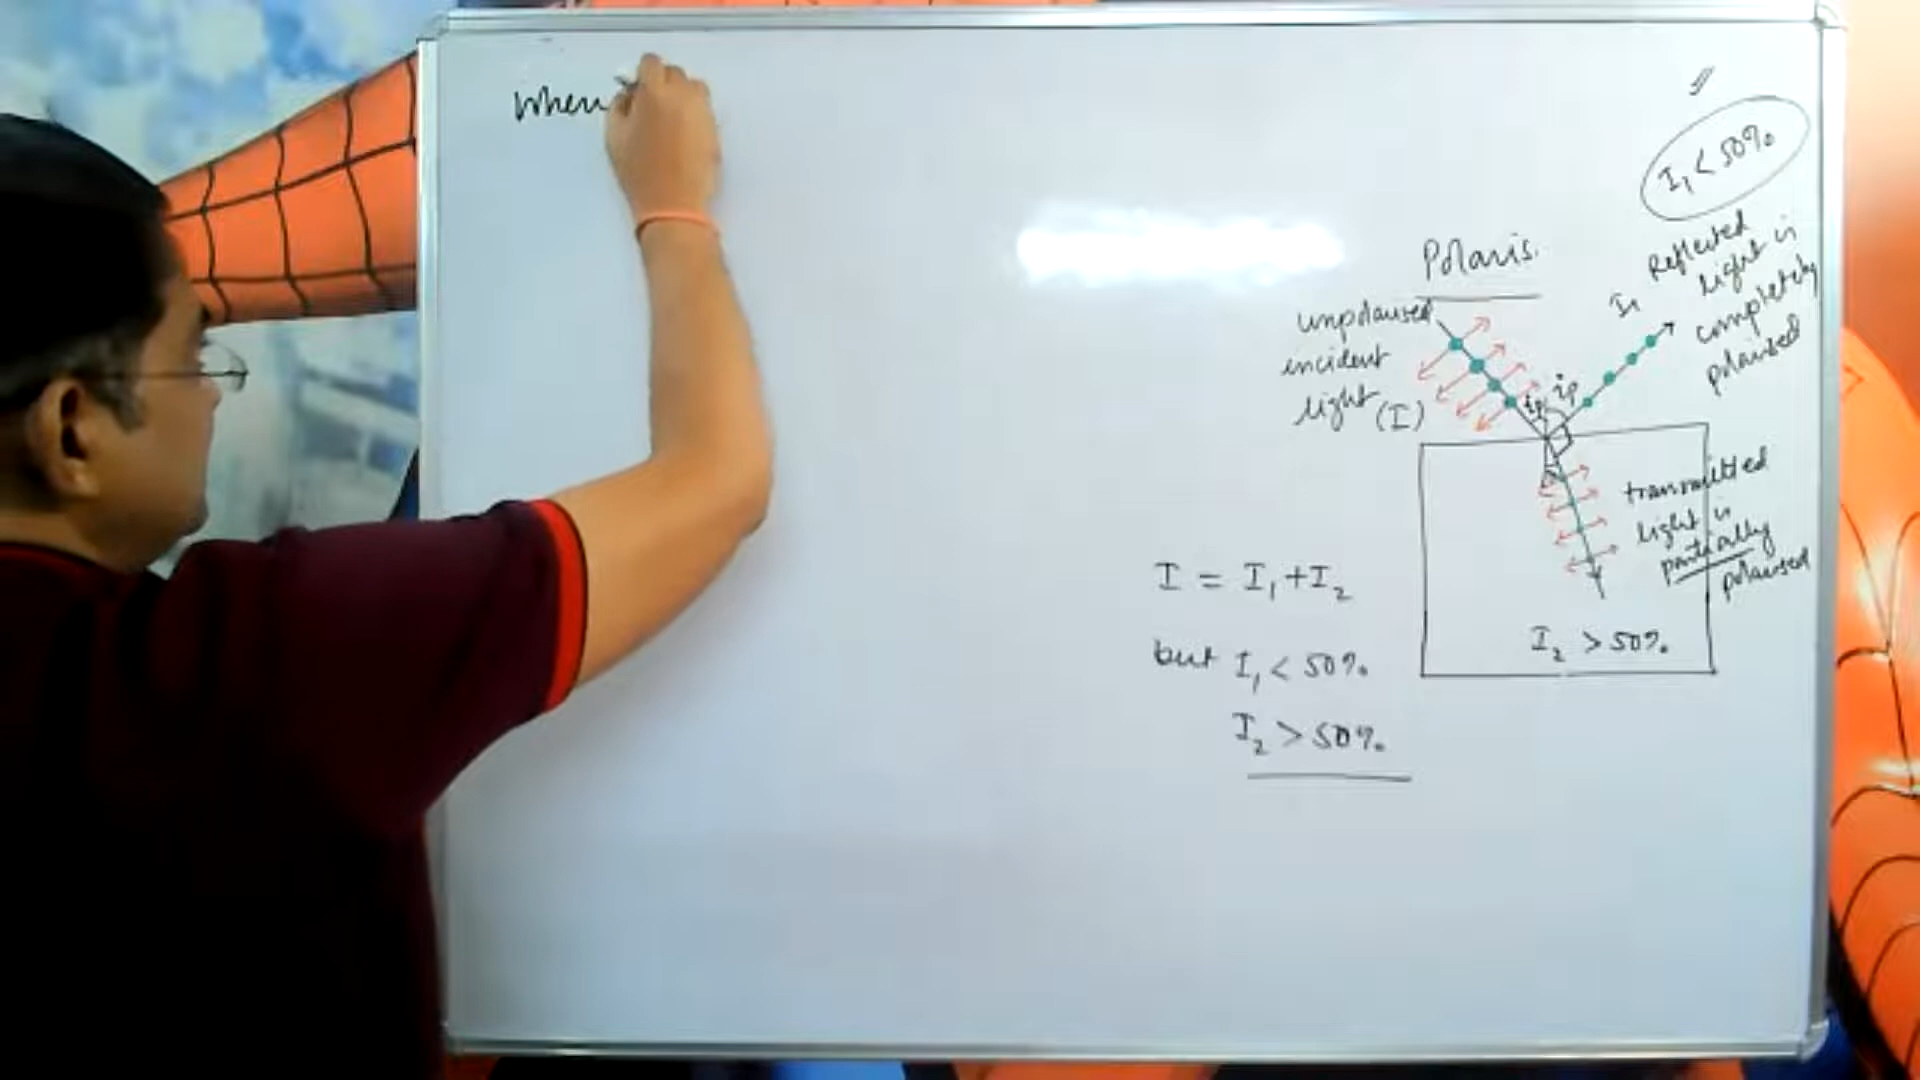 When
I₁ < 50%
Polaris.
Reflected
light is
completely
polarised
I₁
unpolarised
incident
light (I)
ip
ip
transmitted
light is
partially
polarised
I₂ > 50%
I = I₁ + I₂
but I₁ < 50%
I₂ > 50%